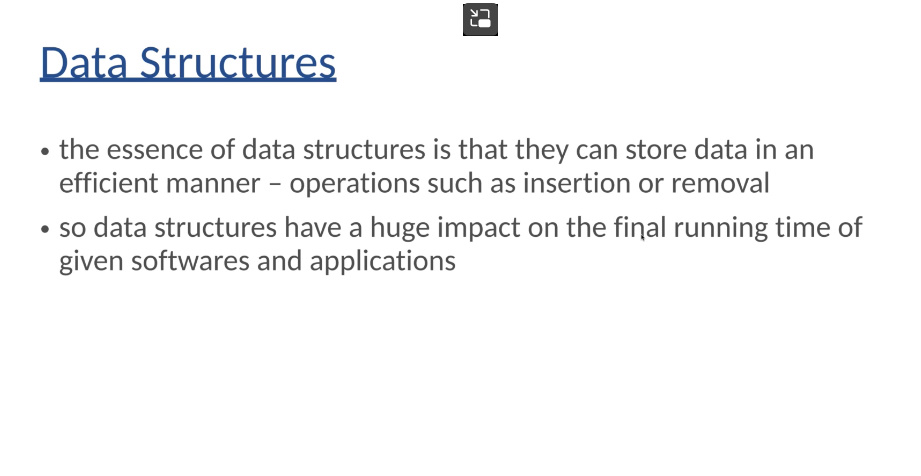 Data Structures
• the essence of data structures is that they can store data in an
efficient manner – operations such as insertion or removal
• so data structures have a huge impact on the final running time of
given softwares and applications